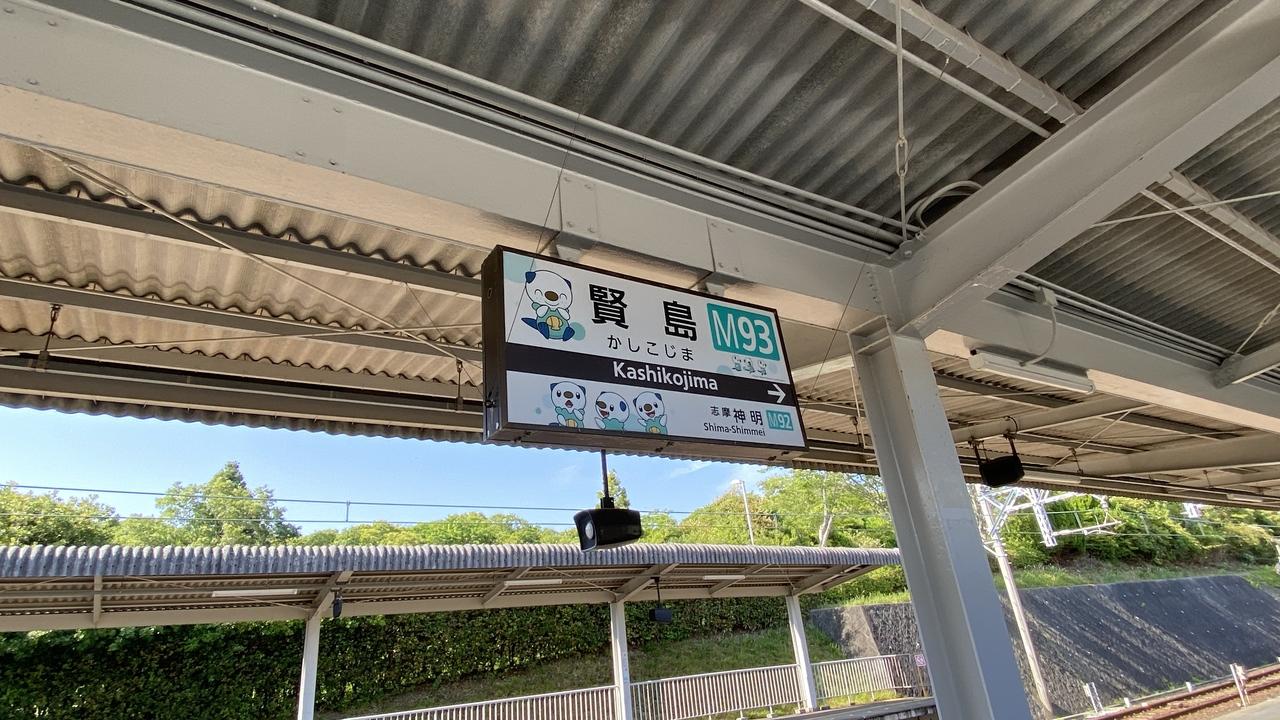 賢島
M93
かしこじま
Kashikojima →
志摩神明 M92
Shima-Shimmei